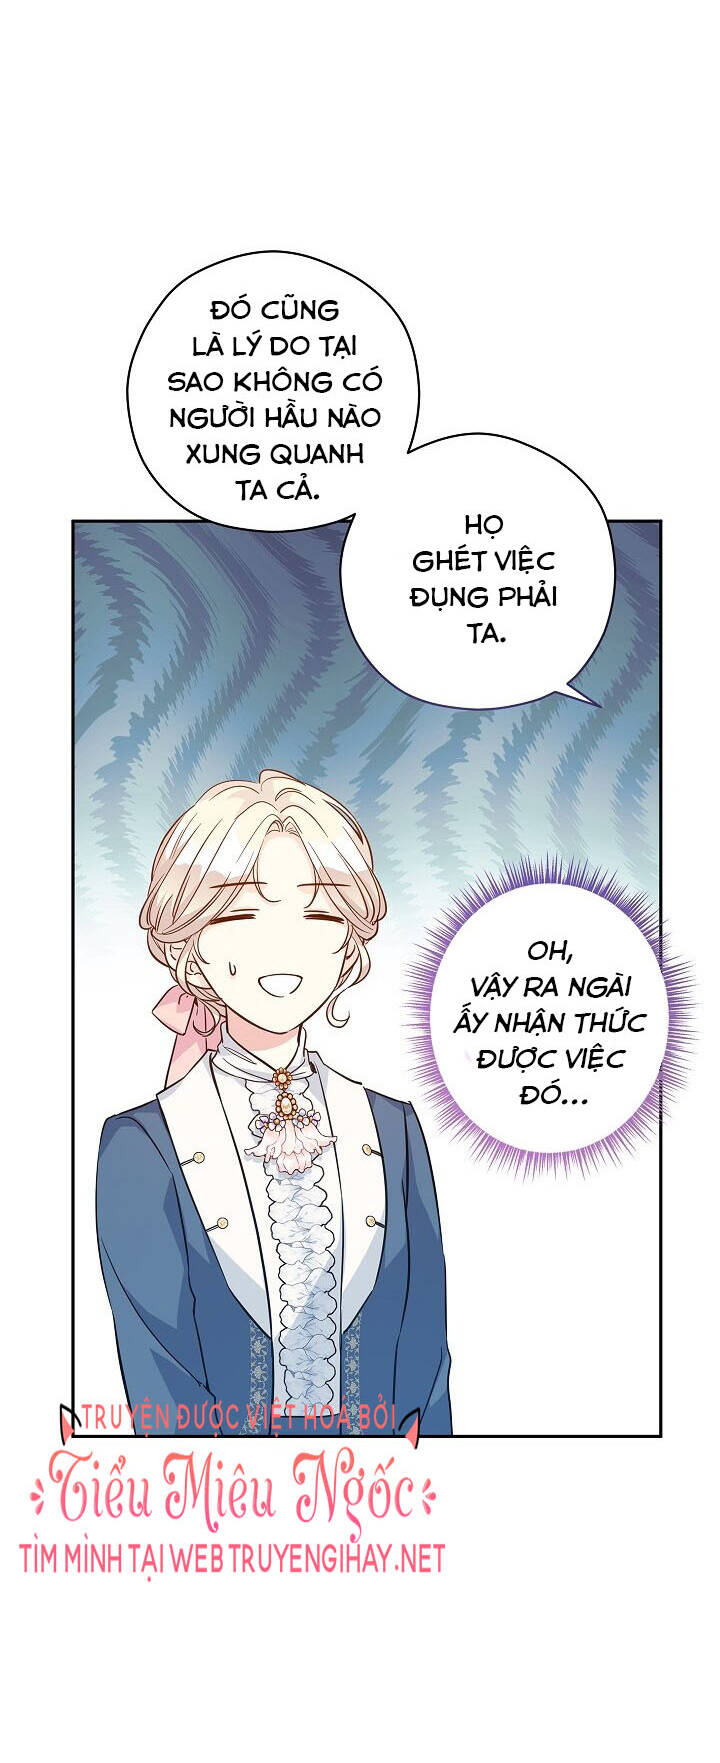 ĐÓ CŨNG
LÀ LÝ DO TẠI
SAO KHÔNG CÓ
NGƯỜI HẦU NÀO
XUNG QUANH
TA CẢ.
HỌ
GHÉT VIỆC
ĐỤNG PHẢI
TA.
OH,
VẬY RA NGÀI
ẤY NHẬN THỨC
ĐƯỢC VIỆC
ĐÓ...
TRUYỆN ĐƯỢC VIỆT HOÁ BỞI
Tiểu Miêu Ngốc
TÌM MÌNH TẠI WEB TRUYENGIHAY.NET